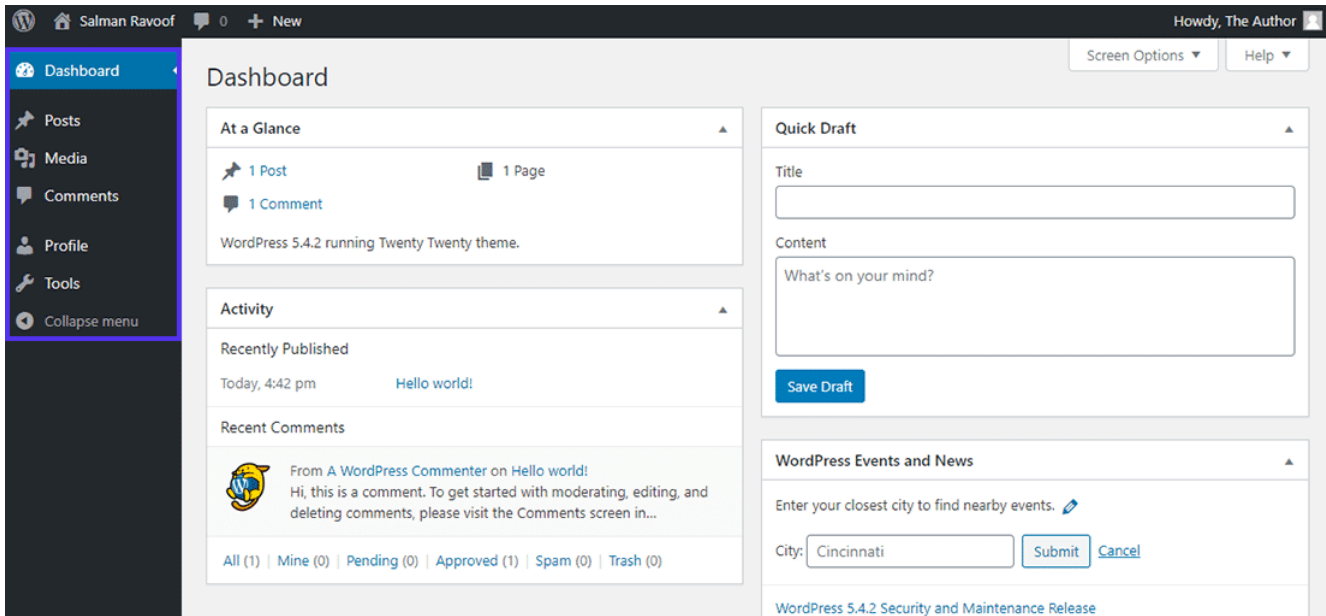 Salman Ravoof 0 New Howdy, The Author
Screen Options Help
Dashboard
Posts
Media
Comments
Profile
Tools
Collapse menu
Dashboard
At a Glance
1 Post 1 Page
1 Comment
WordPress 5.4.2 running Twenty Twenty theme.
Activity
Recently Published
Today, 4:42 pm Hello world!
Recent Comments
From A WordPress Commenter on Hello world!
Hi, this is a comment. To get started with moderating, editing, and
deleting comments, please visit the Comments screen in…
All (1) | Mine (0) | Pending (0) | Approved (1) | Spam (0) | Trash (0)
Quick Draft
Title
Content
What's on your mind?
Save Draft
WordPress Events and News
Enter your closest city to find nearby events.
City: Cincinnati Submit Cancel
WordPress 5.4.2 Security and Maintenance Release